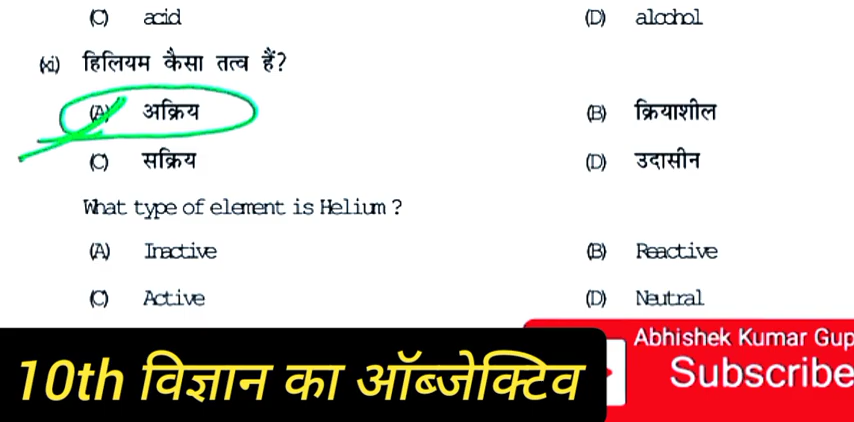 (C) acid (D) alcohol
(xi) हिलियम कैसा तत्व हैं?
(A) अक्रिय (B) क्रियाशील
(C) सक्रिय (D) उदासीन
What type of element is Helium ?
(A) Inactive (B) Reactive
(C) Active (D) Neutral
10th विज्ञान का ऑब्जेक्टिव
Abhishek Kumar Gup
Subscribe